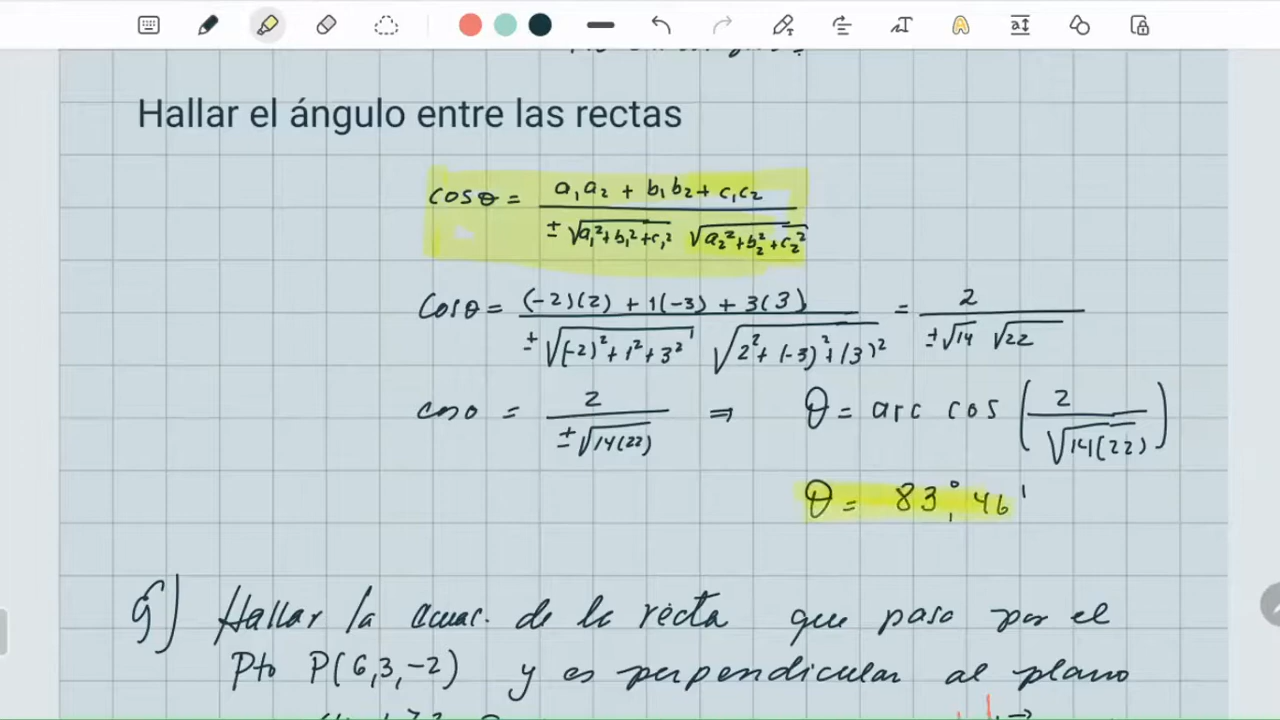 Hallar el ángulo entre las rectas
cosθ = a₁a₂ + b₁b₂ + c₁c₂ / ± √a₁²+b₁²+c₁² √a₂²+b₂²+c₂²
Cosθ = (-2)(2) + 1(-3) + 3(3) / ± √(-2)²+1²+3² √2²+(-3)²+(3)² = 2 / ±√14 √22
cosθ = 2 / ±√14(22) ⇒ θ = arc cos (2 / √14(22))
θ = 83°, 46'
g) Hallar la ecuac. de la recta que pasa por el
Pto P(6,3,-2) y es perpendicular al plano